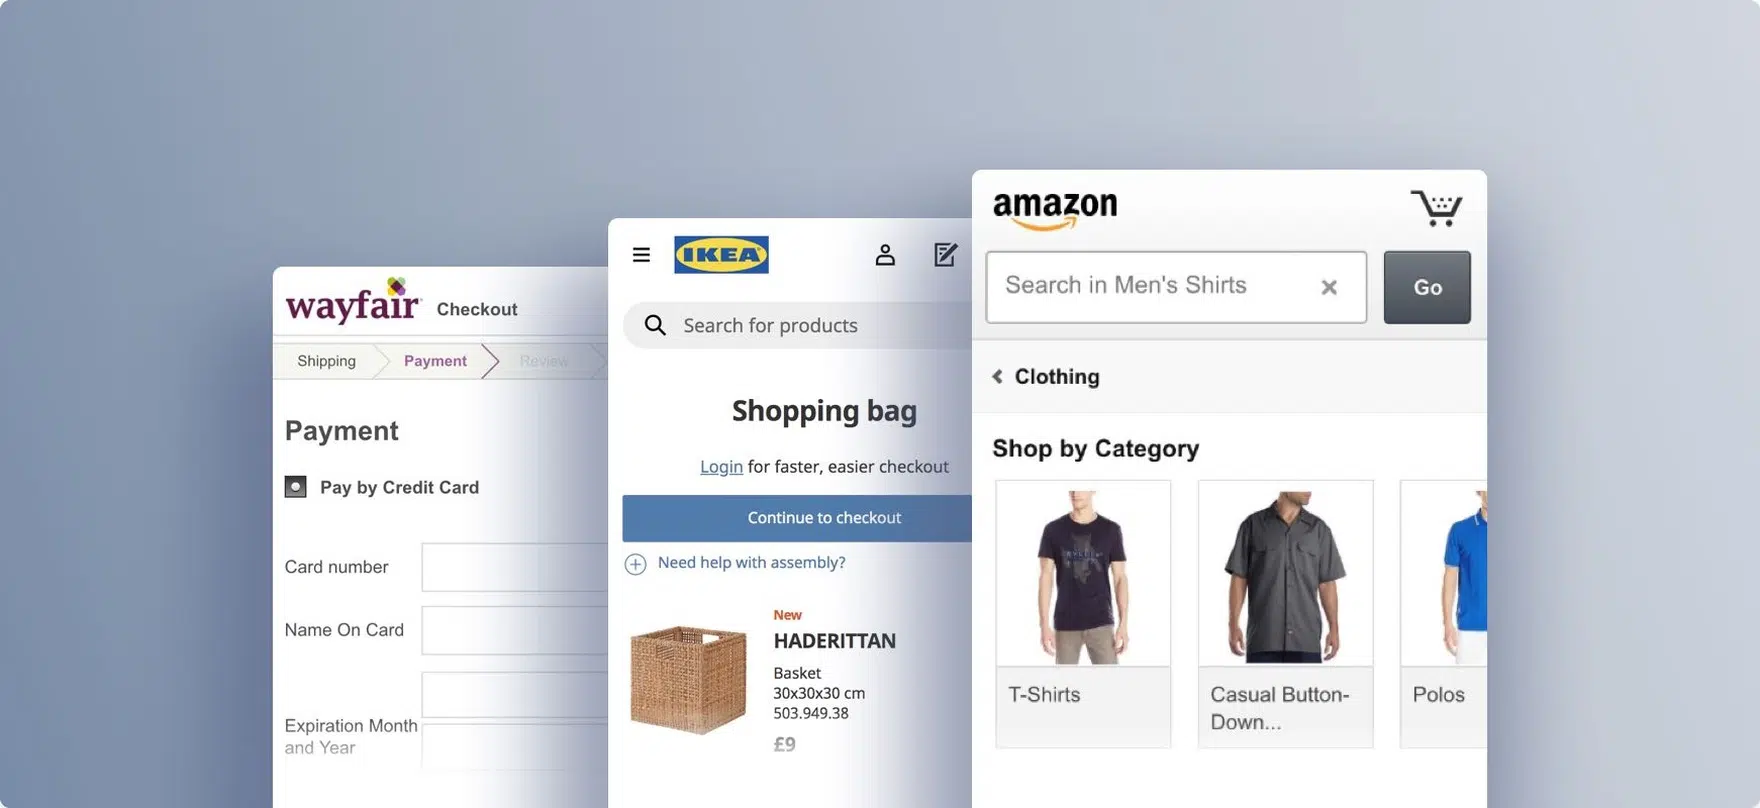 wayfair Checkout
Shipping Payment Review
Payment
Pay by Credit Card
Card number
Name On Card
Expiration Month
and Year
IKEA
Search for products
Shopping bag
Login for faster, easier checkout
Continue to checkout
Need help with assembly?
New
HADERITTAN
Basket
30x30x30 cm
503.949.38
£9
amazon
Search in Men's Shirts
Go
Clothing
Shop by Category
T-Shirts
Casual Button-
Down...
Polos